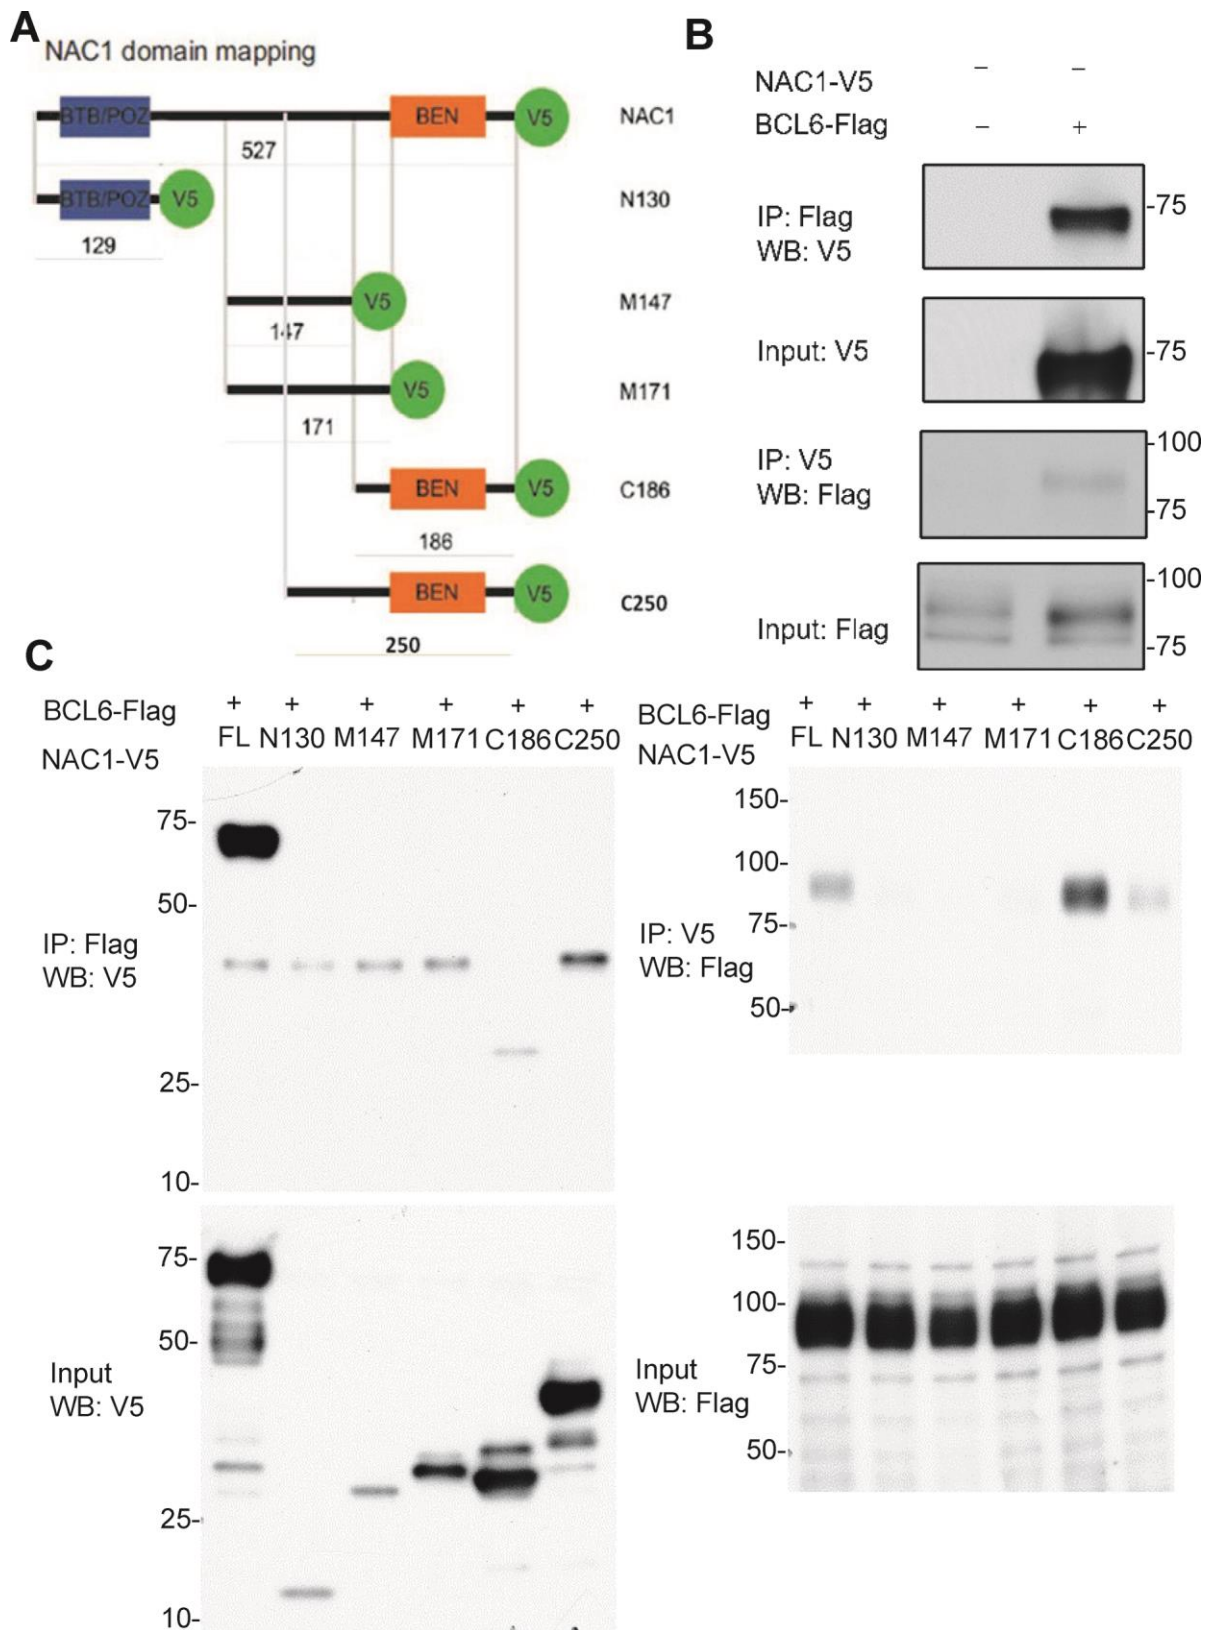 A
NAC1 domain mapping
BTB/POZ
BEN
V5
NAC1
527
BTB/POZ
V5
N130
129
V5
M147
147
V5
M171
171
BEN
V5
C186
186
BEN
V5
C250
250
B
NAC1-V5
– –
BCL6-Flag
– +
IP: Flag
WB: V5
-75
Input: V5
-75
IP: V5
WB: Flag
-100
-75
Input: Flag
-100
-75
C
BCL6-Flag
+ + + + + +
NAC1-V5
FL N130 M147 M171 C186 C250
75-
50-
IP: Flag
WB: V5
25-
10-
75-
50-
Input
WB: V5
25-
10-
BCL6-Flag
+ + + + + +
NAC1-V5
FL N130 M147 M171 C186 C250
150-
100-
75-
IP: V5
WB: Flag
50-
150-
100-
75-
Input
WB: Flag
50-